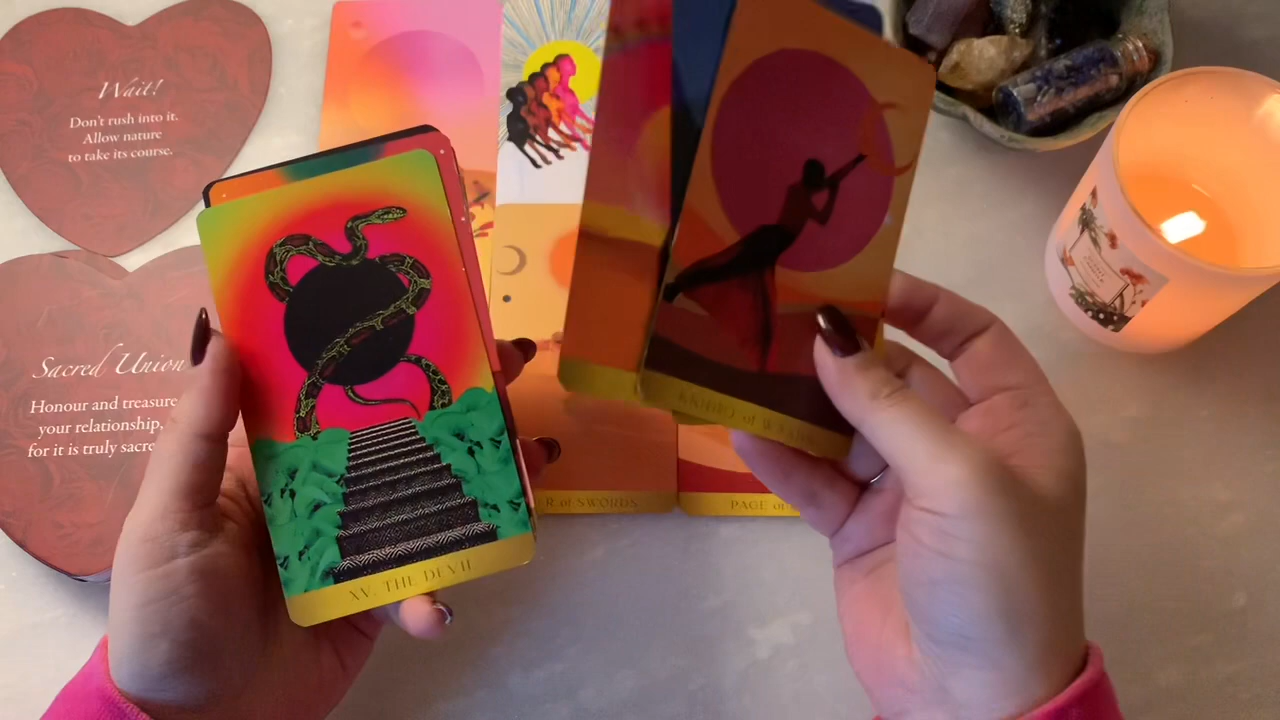 Wait!
Don't rush into it.
Allow nature
to take its course.
Sacred Union
Honour and treasure
your relationship,
for it is truly sacre
XV. THE DEVIL
R of SWORDS
PAGE of